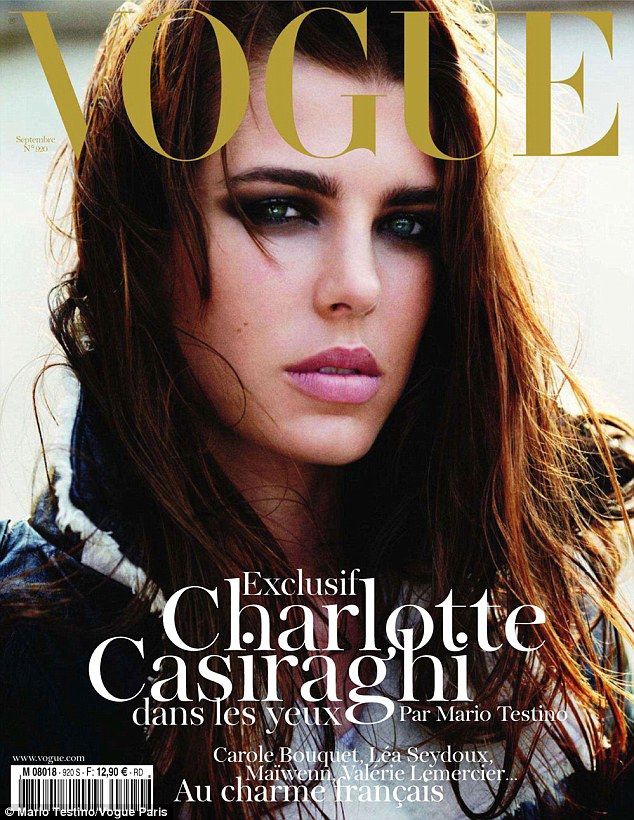 VOGUE
Septembre
N° 920
Exclusif
Charlotte
Casiraghi
dans les yeux Par Mario Testino
www.vogue.com
Carole Bouquet, Léa Seydoux,
Maïwenn, Valérie Lemercier...
Au charme français
M 08018 - 920 S - F: 12,90 € - RD
© Mario Testino/Vogue Paris